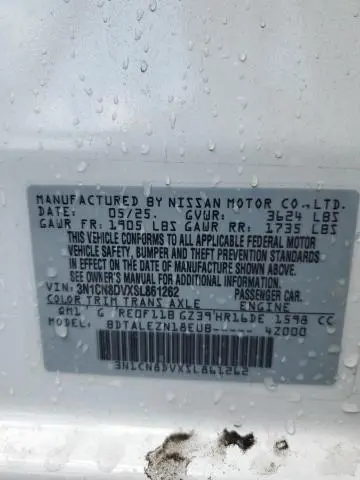 MANUFACTURED BY NISSAN MOTOR CO.,LTD.
DATE: 05/25. GVWR: 3624 LBS
GAWR FR: 1905 LBS GAWR RR: 1735 LBS
THIS VEHICLE CONFORMS TO ALL APPLICABLE FEDERAL MOTOR
VEHICLE SAFETY, BUMPER, AND THEFT PREVENTION STANDARDS
IN EFFECT ON THE DATE OF MANUFACTURE SHOWN ABOVE.
SEE OWNER'S MANUAL FOR ADDITIONAL INFORMATION.
VIN: 3N1CN8DVXSL861262 PASSENGER CAR
COLOR TRIM TRANS AXLE ENGINE
GM1 G RE0F11B GZ39 HR16DE 1598 CC
MODEL: BDTALEZN18EUB----- 4Z000
3N1CN8DVXSL861262